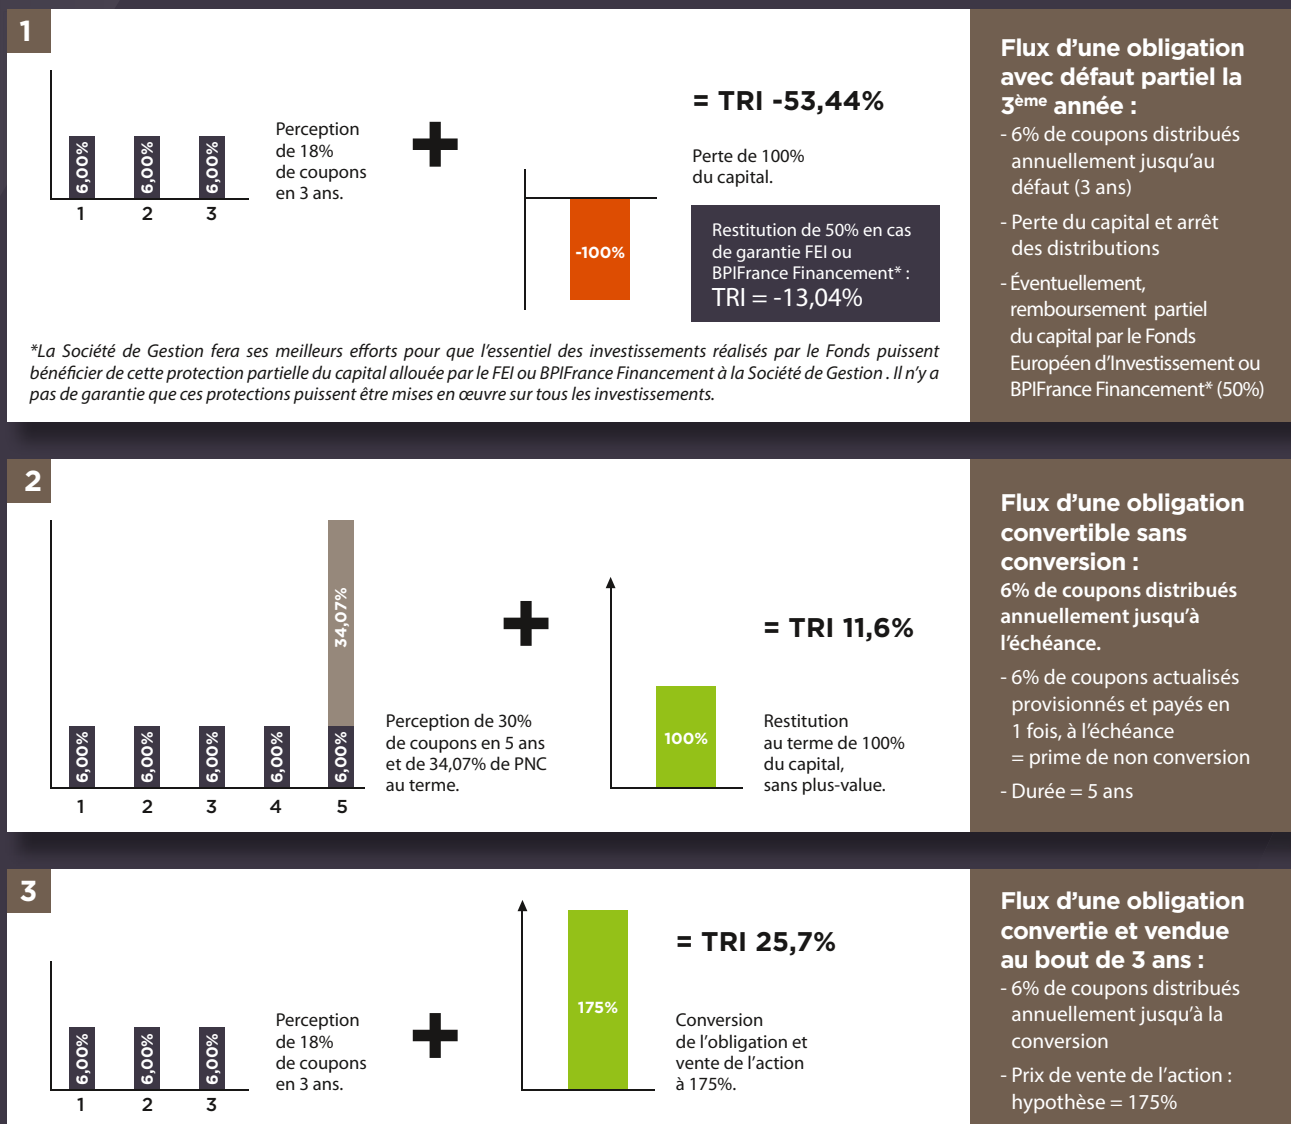 1
6,00%
6,00%
6,00%
1
2
3
Perception
de 18%
de coupons
en 3 ans.
+
-100%
= TRI -53,44%
Perte de 100%
du capital.
Restitution de 50% en cas
de garantie FEI ou
BPIFrance Financement* :
TRI = -13,04%
*La Société de Gestion fera ses meilleurs efforts pour que l'essentiel des investissements réalisés par le Fonds puissent
bénéficier de cette protection partielle du capital allouée par le FEI ou BPIFrance Financement à la Société de Gestion . Il n'y a
pas de garantie que ces protections puissent être mises en œuvre sur tous les investissements.
Flux d'une obligation
avec défaut partiel la
3ème année :
- 6% de coupons distribués
annuellement jusqu'au
défaut (3 ans)
- Perte du capital et arrêt
des distributions
- Éventuellement,
remboursement partiel
du capital par le Fonds
Européen d'Investissement ou
BPIFrance Financement* (50%)
2
6,00%
6,00%
6,00%
6,00%
34,07%
6,00%
1
2
3
4
5
Perception de 30%
de coupons en 5 ans
et de 34,07% de PNC
au terme.
+
100%
= TRI 11,6%
Restitution
au terme de 100%
du capital,
sans plus-value.
Flux d'une obligation
convertible sans
conversion :
6% de coupons distribués
annuellement jusqu'à
l'échéance.
- 6% de coupons actualisés
provisionnés et payés en
1 fois, à l'échéance
= prime de non conversion
- Durée = 5 ans
3
6,00%
6,00%
6,00%
1
2
3
Perception
de 18%
de coupons
en 3 ans.
+
175%
= TRI 25,7%
Conversion
de l'obligation et
vente de l'action
à 175%.
Flux d'une obligation
convertie et vendue
au bout de 3 ans :
- 6% de coupons distribués
annuellement jusqu'à la
conversion
- Prix de vente de l'action :
hypothèse = 175%